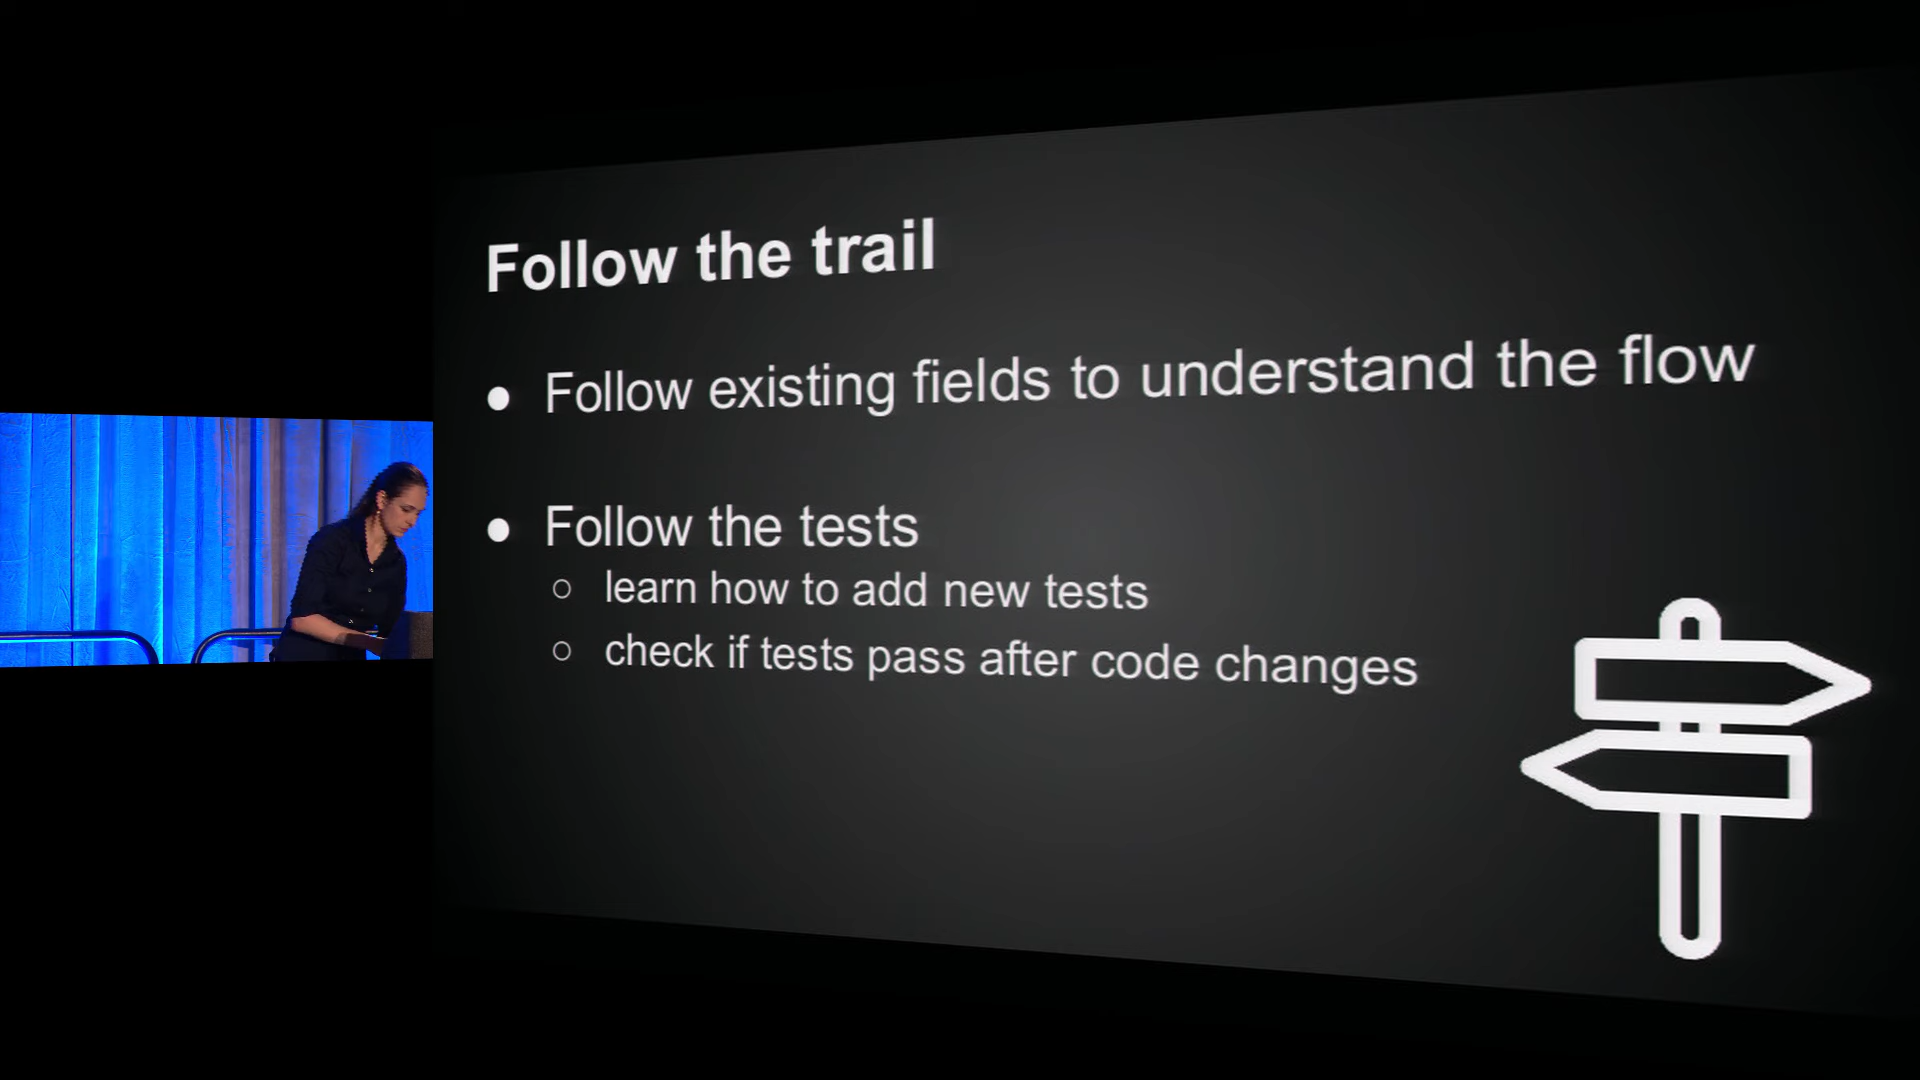 Follow the trail
● Follow existing fields to understand the flow
● Follow the tests
○ learn how to add new tests
○ check if tests pass after code changes